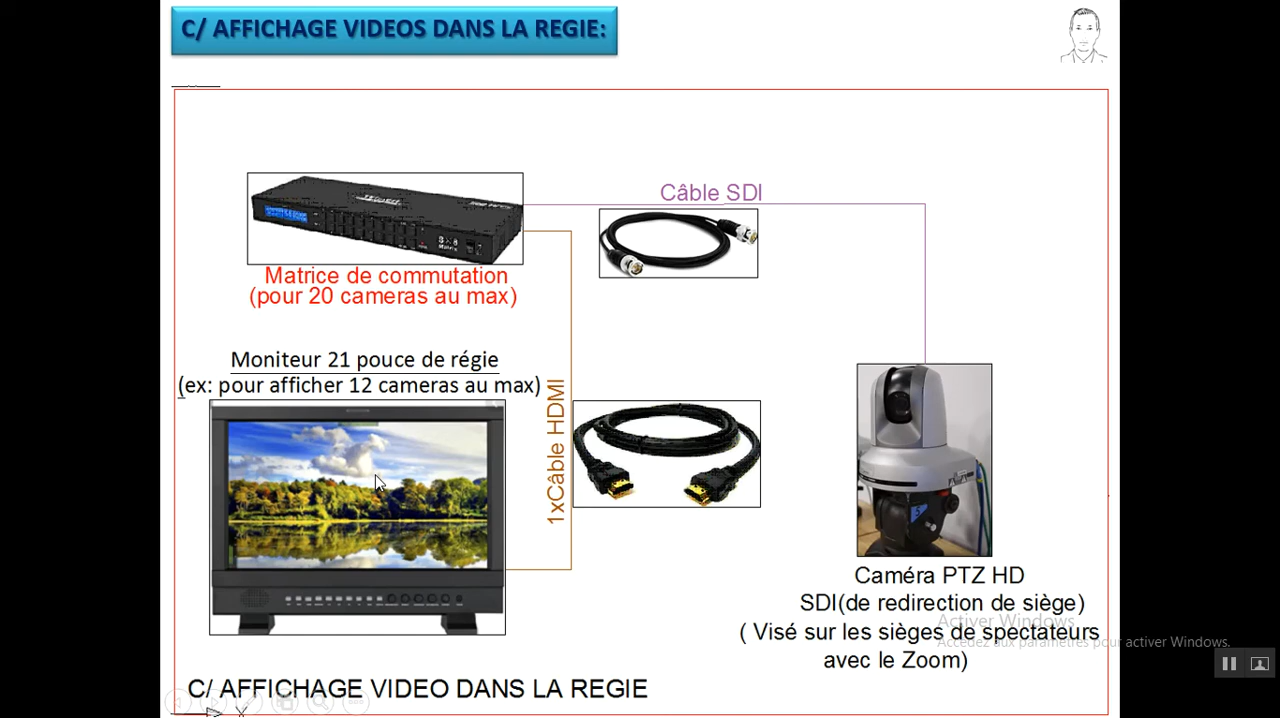 C/ AFFICHAGE VIDEOS DANS LA REGIE:
Câble SDI
Matrice de commutation
(pour 20 cameras au max)
Moniteur 21 pouce de régie
(ex: pour afficher 12 cameras au max)
1xCâble HDMI
Caméra PTZ HD
SDI(de redirection de siège)
( Visé sur les sièges de spectateurs
avec le Zoom)
Activer Windows
Accédez aux paramètres pour activer Windows.
C/ AFFICHAGE VIDEO DANS LA REGIE